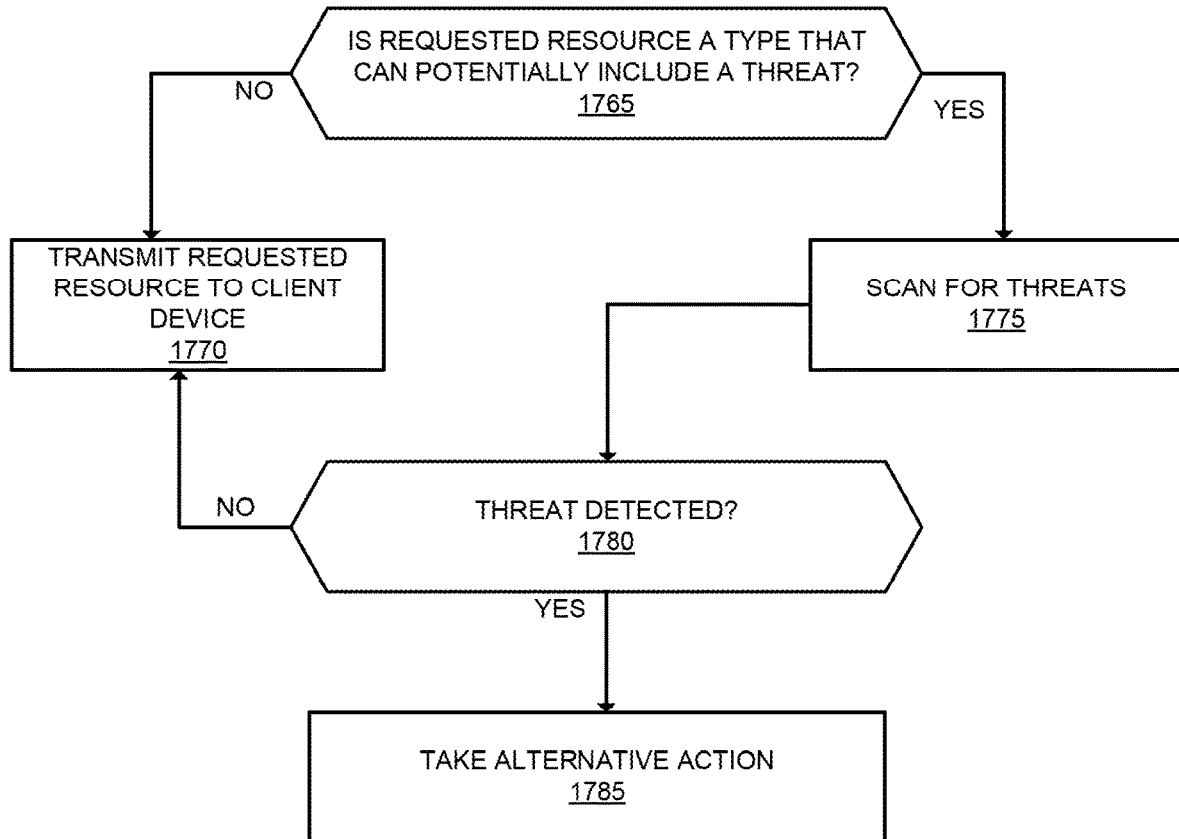 IS REQUESTED RESOURCE A TYPE THAT
CAN POTENTIALLY INCLUDE A THREAT?
1765
NO
YES
TRANSMIT REQUESTED
RESOURCE TO CLIENT
DEVICE
1770
SCAN FOR THREATS
1775
NO
THREAT DETECTED?
1780
YES
TAKE ALTERNATIVE ACTION
1785